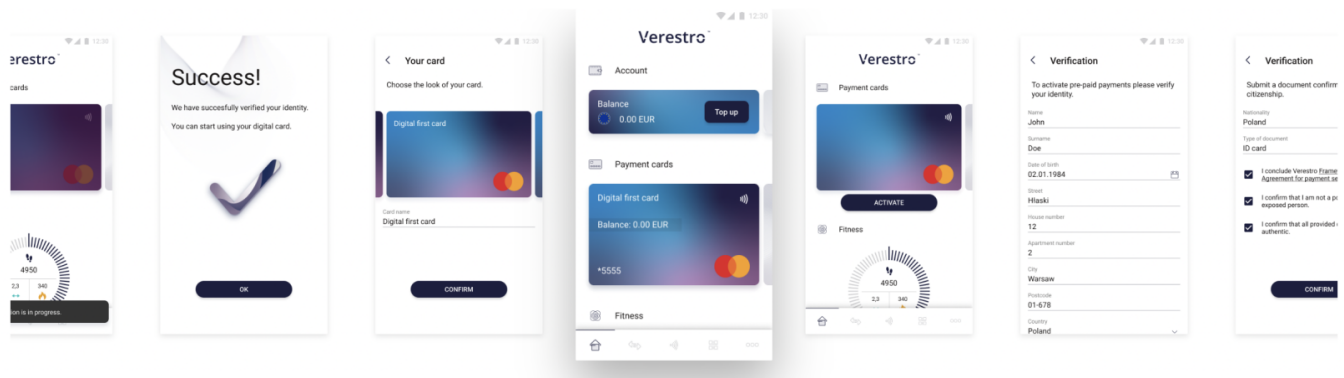 12:30
erestro
cards
4950
2,3
340
ion is in progress.
Success!
We have succesfully verified your identity.
You can start using your digital card.
OK
12:30
Your card
Choose the look of your card.
Digital first card
Card name
Digital first card
CONFIRM
12:30
Verestro
Account
Balance
0.00 EUR
Top up
Payment cards
Digital first card
Balance: 0.00 EUR
*5555
Fitness
12:30
Verestro
Payment cards
ACTIVATE
Fitness
4950
2,3
340
12:30
Verification
To activate pre-paid payments please verify
your identity.
Name
John
Surname
Doe
Date of birth
02.01.1984
Street
Hłaski
House number
12
Apartment number
2
City
Warsaw
Postcode
01-678
Country
Poland
Verification
Submit a document confirm
citizenship.
Nationality
Poland
Type of document
ID card
I conclude Verestro Frame
Agreement for payment se
I confirm that I am not a po
exposed person.
I confirm that all provided
authentic.
CONFIRM